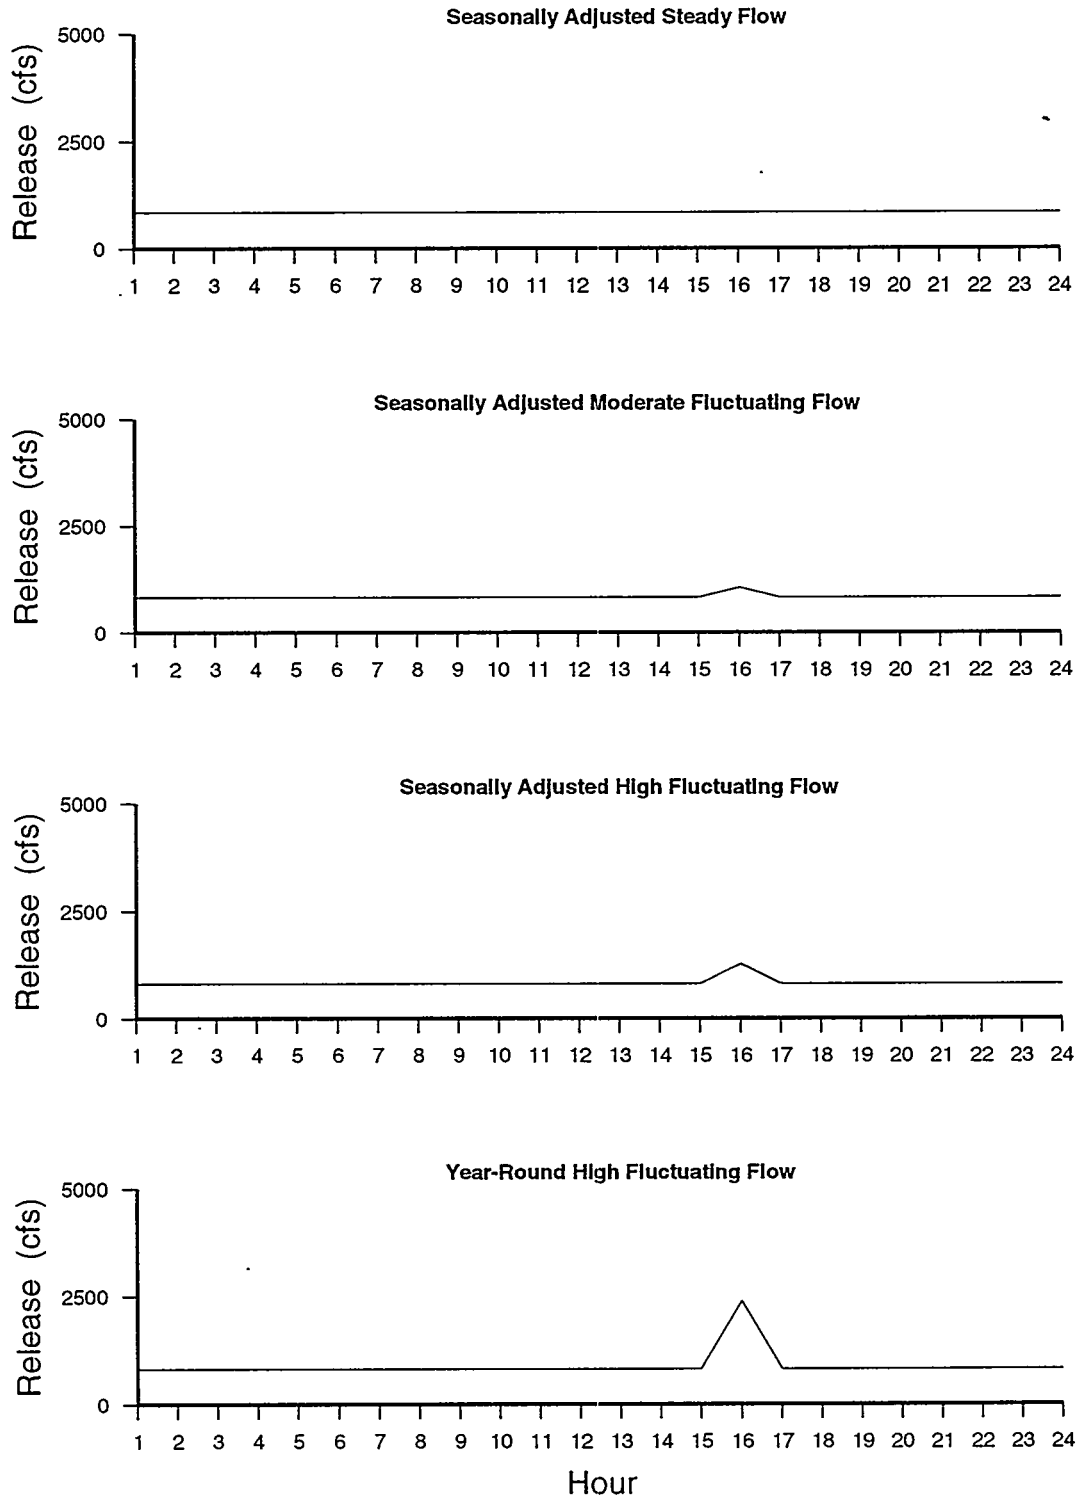 Seasonally Adjusted Steady Flow
5000
2500
0
Release (cfs)
1 2 3 4 5 6 7 8 9 10 11 12 13 14 15 16 17 18 19 20 21 22 23 24
Seasonally Adjusted Moderate Fluctuating Flow
5000
2500
0
Release (cfs)
1 2 3 4 5 6 7 8 9 10 11 12 13 14 15 16 17 18 19 20 21 22 23 24
Seasonally Adjusted High Fluctuating Flow
5000
2500
0
Release (cfs)
1 2 3 4 5 6 7 8 9 10 11 12 13 14 15 16 17 18 19 20 21 22 23 24
Year-Round High Fluctuating Flow
5000
2500
0
Release (cfs)
1 2 3 4 5 6 7 8 9 10 11 12 13 14 15 16 17 18 19 20 21 22 23 24
Hour